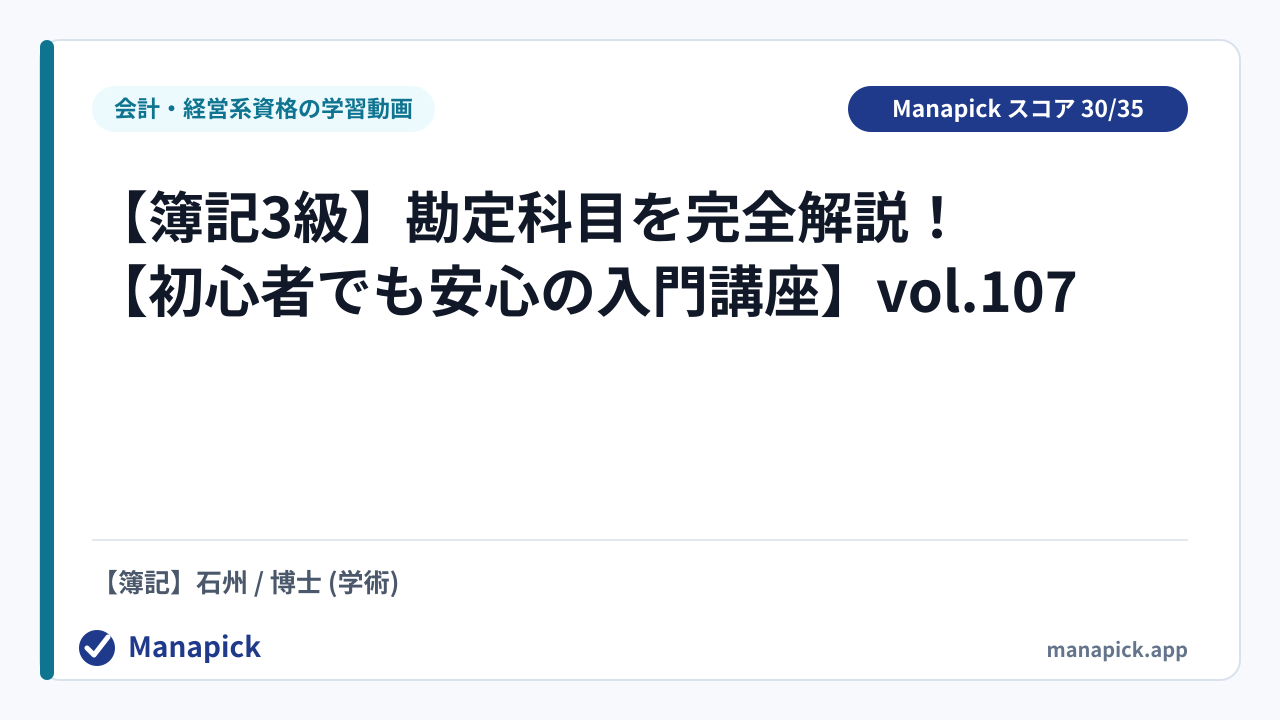 会計・経営系資格の学習動画
Manapick スコア 30/35
【簿記3級】勘定科目を完全解説！
【初心者でも安心の入門講座】vol.107
【簿記】石州 / 博士 (学術)
Manapick
manapick.app